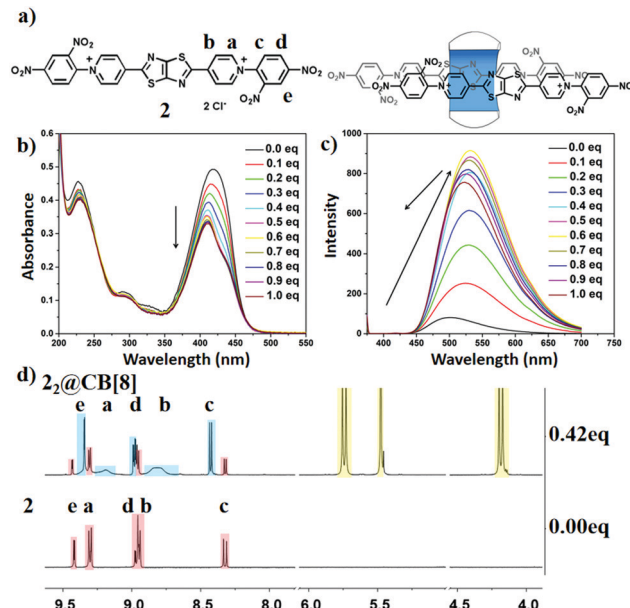 a)
NO₂
O₂N
N
+
b a
N S
S N
+
N
c d
NO₂
O₂N
e
2
2 Cl⁻
NO₂
O₂N
O₂N
N⁺
S
N
S
N
NO₂
NO₂
O₂N
b)
Absorbance
0.6
0.5
0.4
0.3
0.2
0.1
0.0
200 250 300 350 400 450 500 550
Wavelength (nm)
0.0 eq
0.1 eq
0.2 eq
0.3 eq
0.4 eq
0.5 eq
0.6 eq
0.7 eq
0.8 eq
0.9 eq
1.0 eq
c)
Intensity
1000
800
600
400
200
0
400 450 500 550 600 650 700 750
Wavelength (nm)
0.0 eq
0.1 eq
0.2 eq
0.3 eq
0.4 eq
0.5 eq
0.6 eq
0.7 eq
0.8 eq
0.9 eq
1.0 eq
d)
2₂@CB[8]
e a d b c
0.42eq
2
e a d b c
0.00eq
9.5 9.0 8.5 8.0 6.0 5.5 4.0